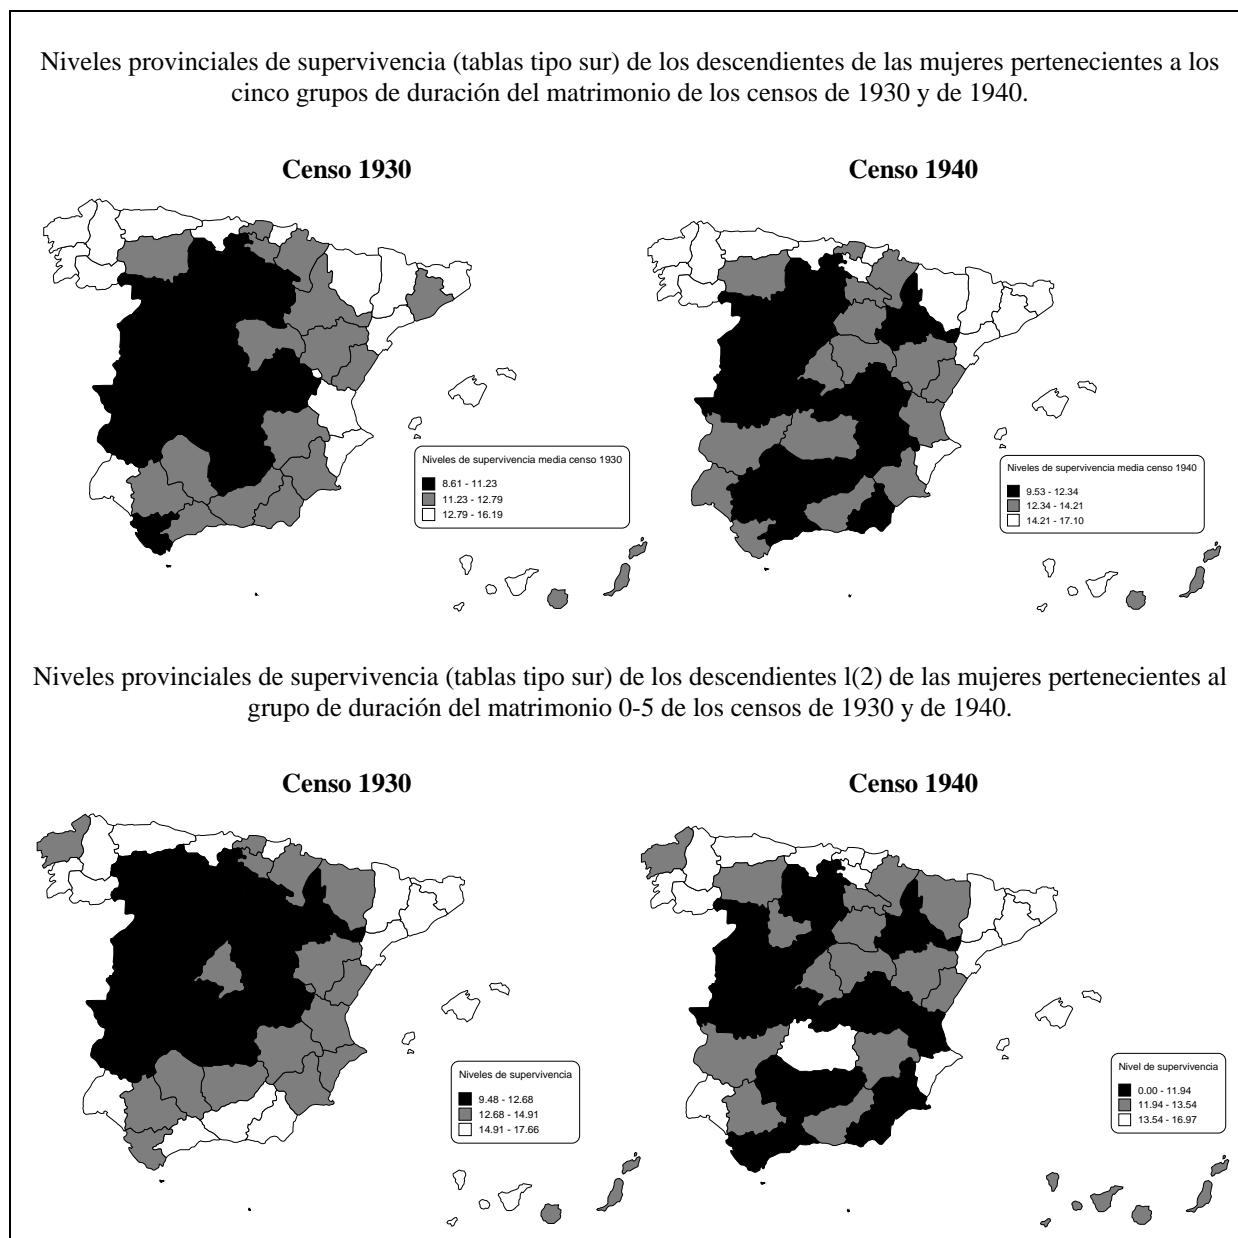 Niveles provinciales de supervivencia (tablas tipo sur) de los descendientes de las mujeres pertenecientes a los
cinco grupos de duración del matrimonio de los censos de 1930 y de 1940.
Censo 1930
Censo 1940
Niveles de supervivencia media censo 1930
8.61 - 11.23
11.23 - 12.79
12.79 - 16.19
Niveles de supervivencia media censo 1940
9.53 - 12.34
12.34 - 14.21
14.21 - 17.10
Niveles provinciales de supervivencia (tablas tipo sur) de los descendientes l(2) de las mujeres pertenecientes al
grupo de duración del matrimonio 0-5 de los censos de 1930 y de 1940.
Censo 1930
Censo 1940
Niveles de supervivencia
9.48 - 12.68
12.68 - 14.91
14.91 - 17.66
Nivel de supervivencia
0.00 - 11.94
11.94 - 13.54
13.54 - 16.97